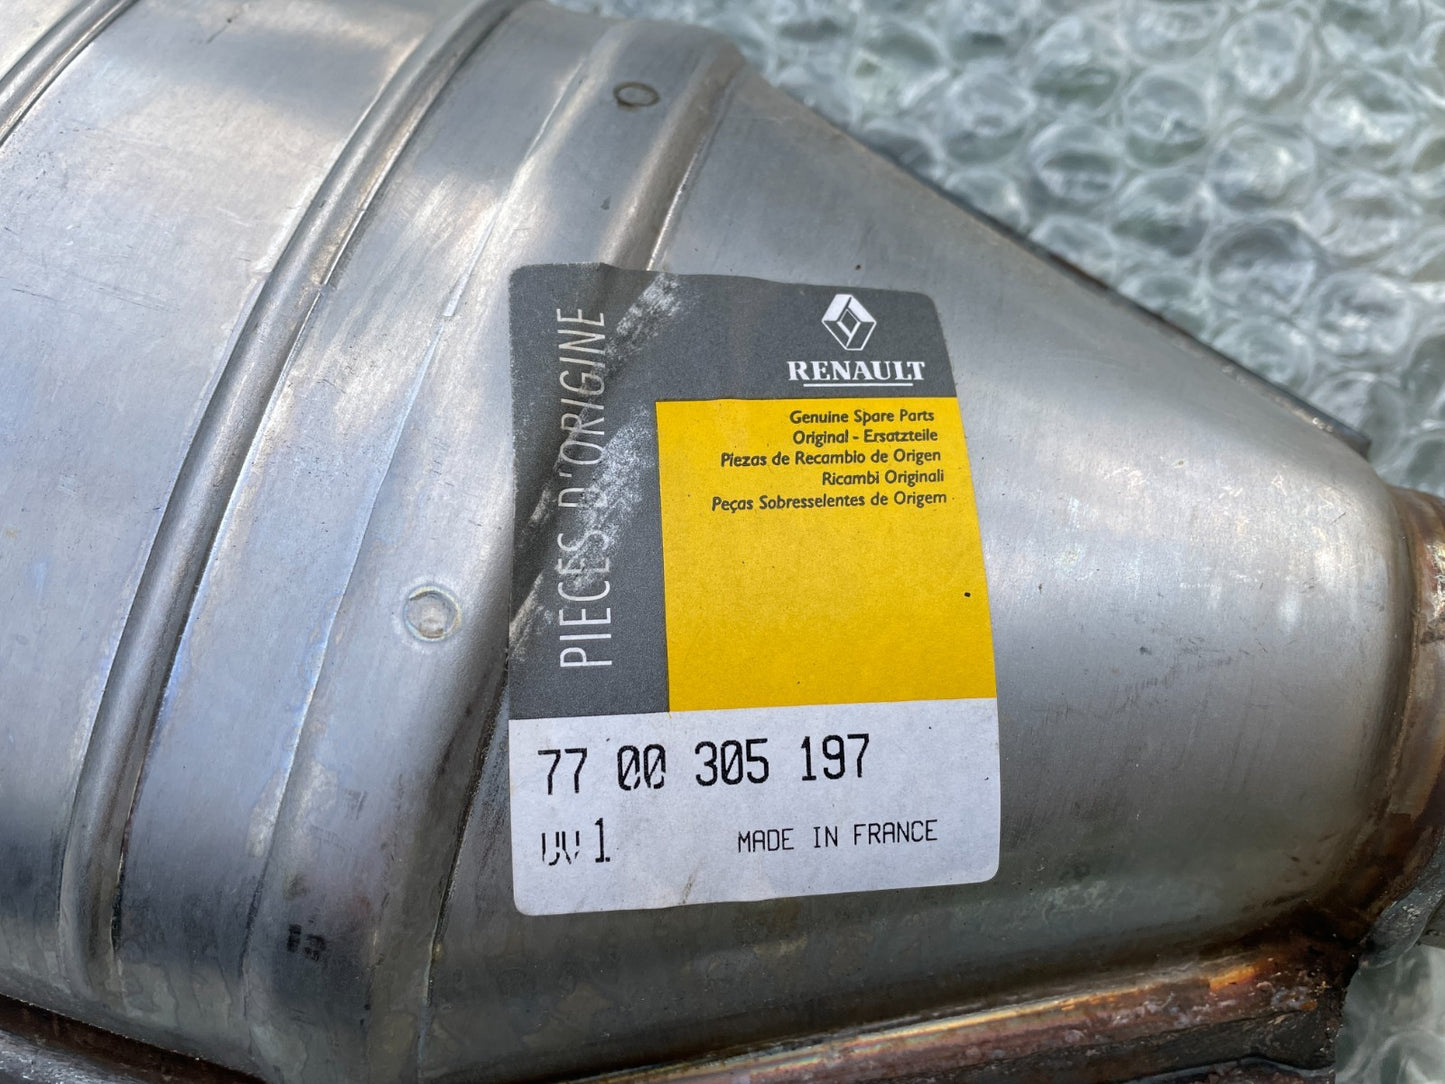 PIECES D'ORIGINE
RENAULT
Genuine Spare Parts
Original - Ersatzteile
Piezas de Recambio de Origen
Ricambi Originali
Peças Sobresselentes de Origem
77 00 305 197
UV 1
MADE IN FRANCE